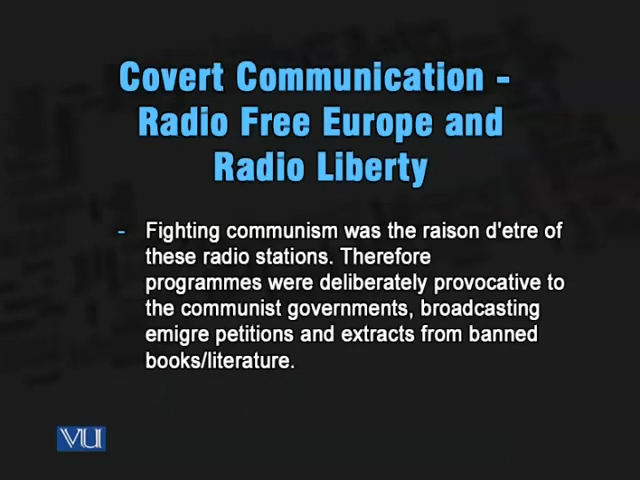 Covert Communication -
Radio Free Europe and
Radio Liberty
- Fighting communism was the raison d'etre of
these radio stations. Therefore
programmes were deliberately provocative to
the communist governments, broadcasting
emigre petitions and extracts from banned
books/literature.
VU